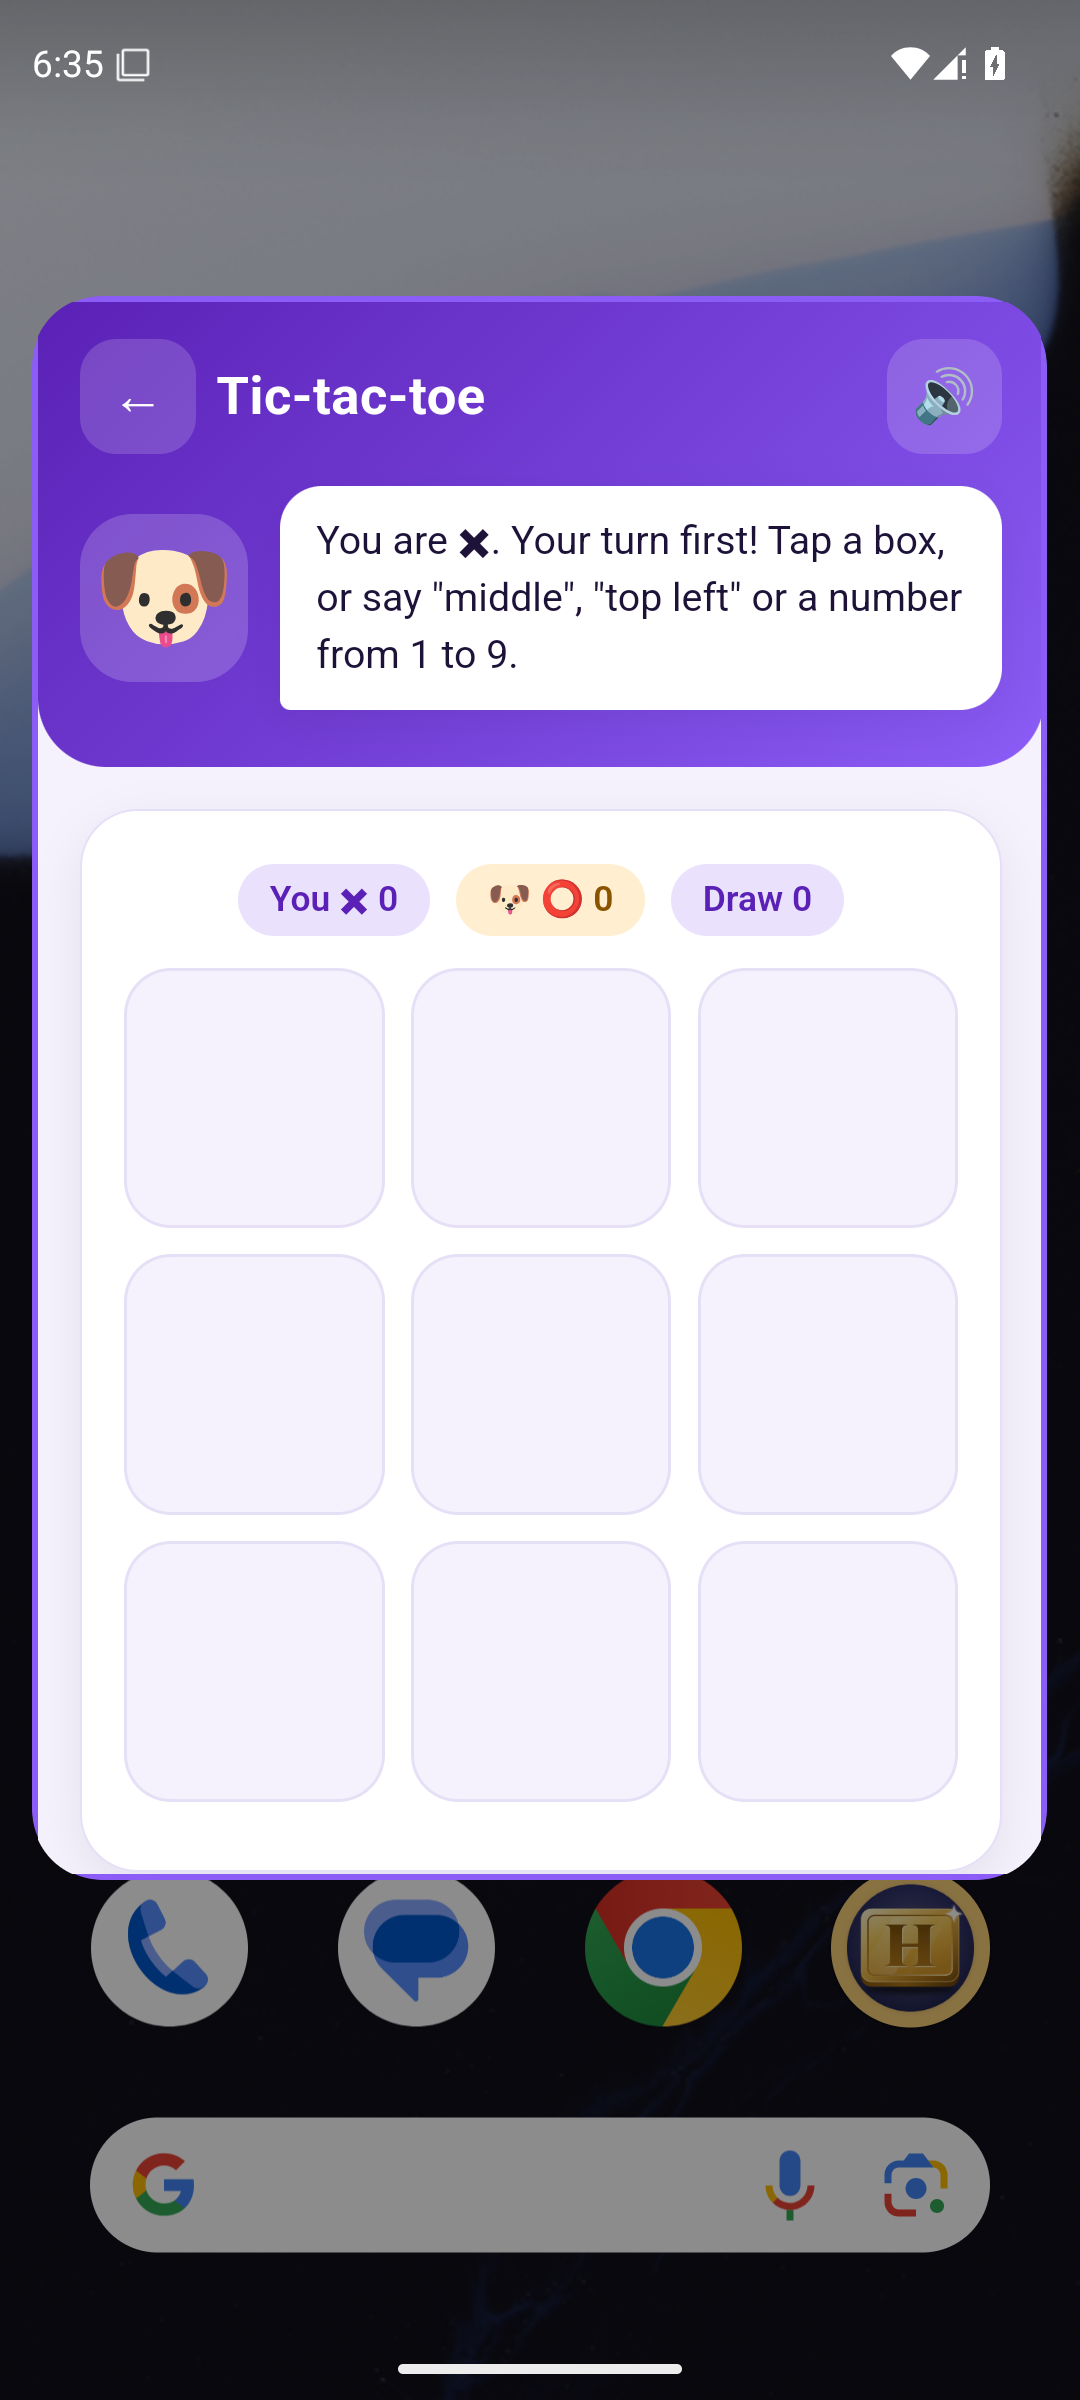 6:35
←
Tic-tac-toe
You are ✖. Your turn first! Tap a box,
or say "middle", "top left" or a number
from 1 to 9.
You ✖ 0
🐶 ⭕ 0
Draw 0
H